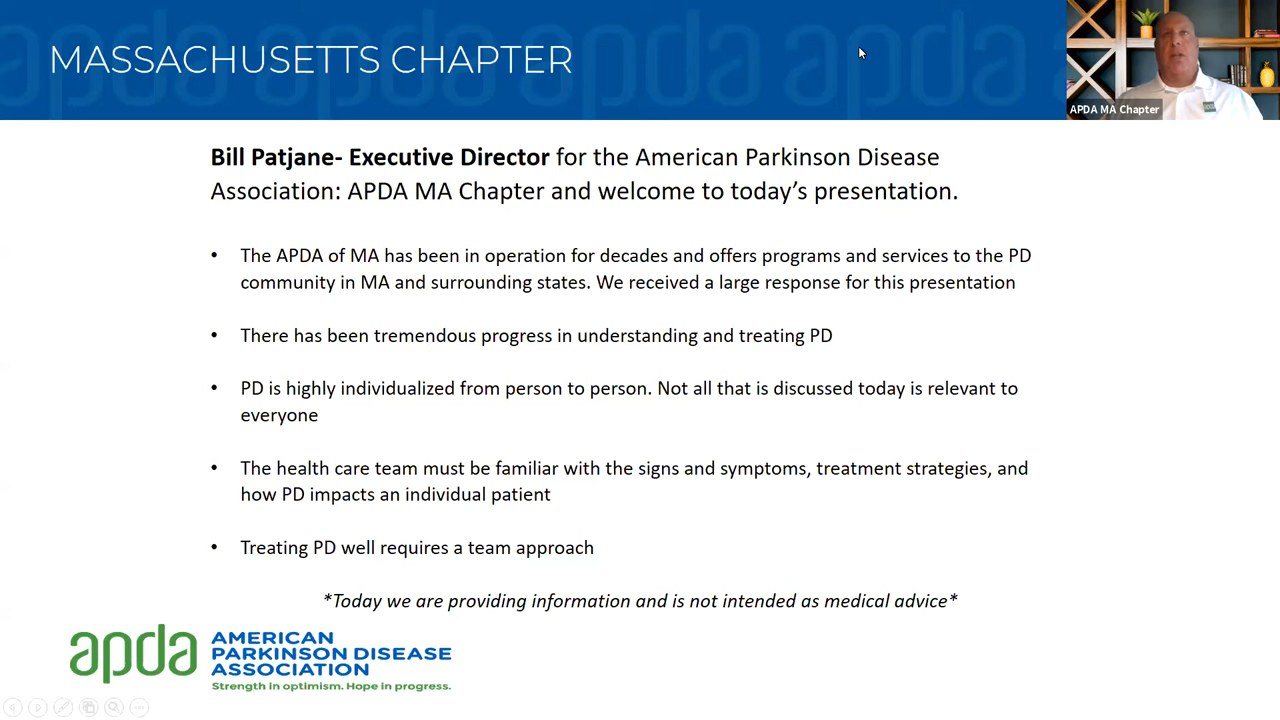 MASSACHUSETTS CHAPTER
APDA MA Chapter
Bill Patjane- Executive Director for the American Parkinson Disease
Association: APDA MA Chapter and welcome to today’s presentation.
• The APDA of MA has been in operation for decades and offers programs and services to the PD
community in MA and surrounding states. We received a large response for this presentation
• There has been tremendous progress in understanding and treating PD
• PD is highly individualized from person to person. Not all that is discussed today is relevant to
everyone
• The health care team must be familiar with the signs and symptoms, treatment strategies, and
how PD impacts an individual patient
• Treating PD well requires a team approach
*Today we are providing information and is not intended as medical advice*
apda
AMERICAN
PARKINSON DISEASE
ASSOCIATION
Strength in optimism. Hope in progress.